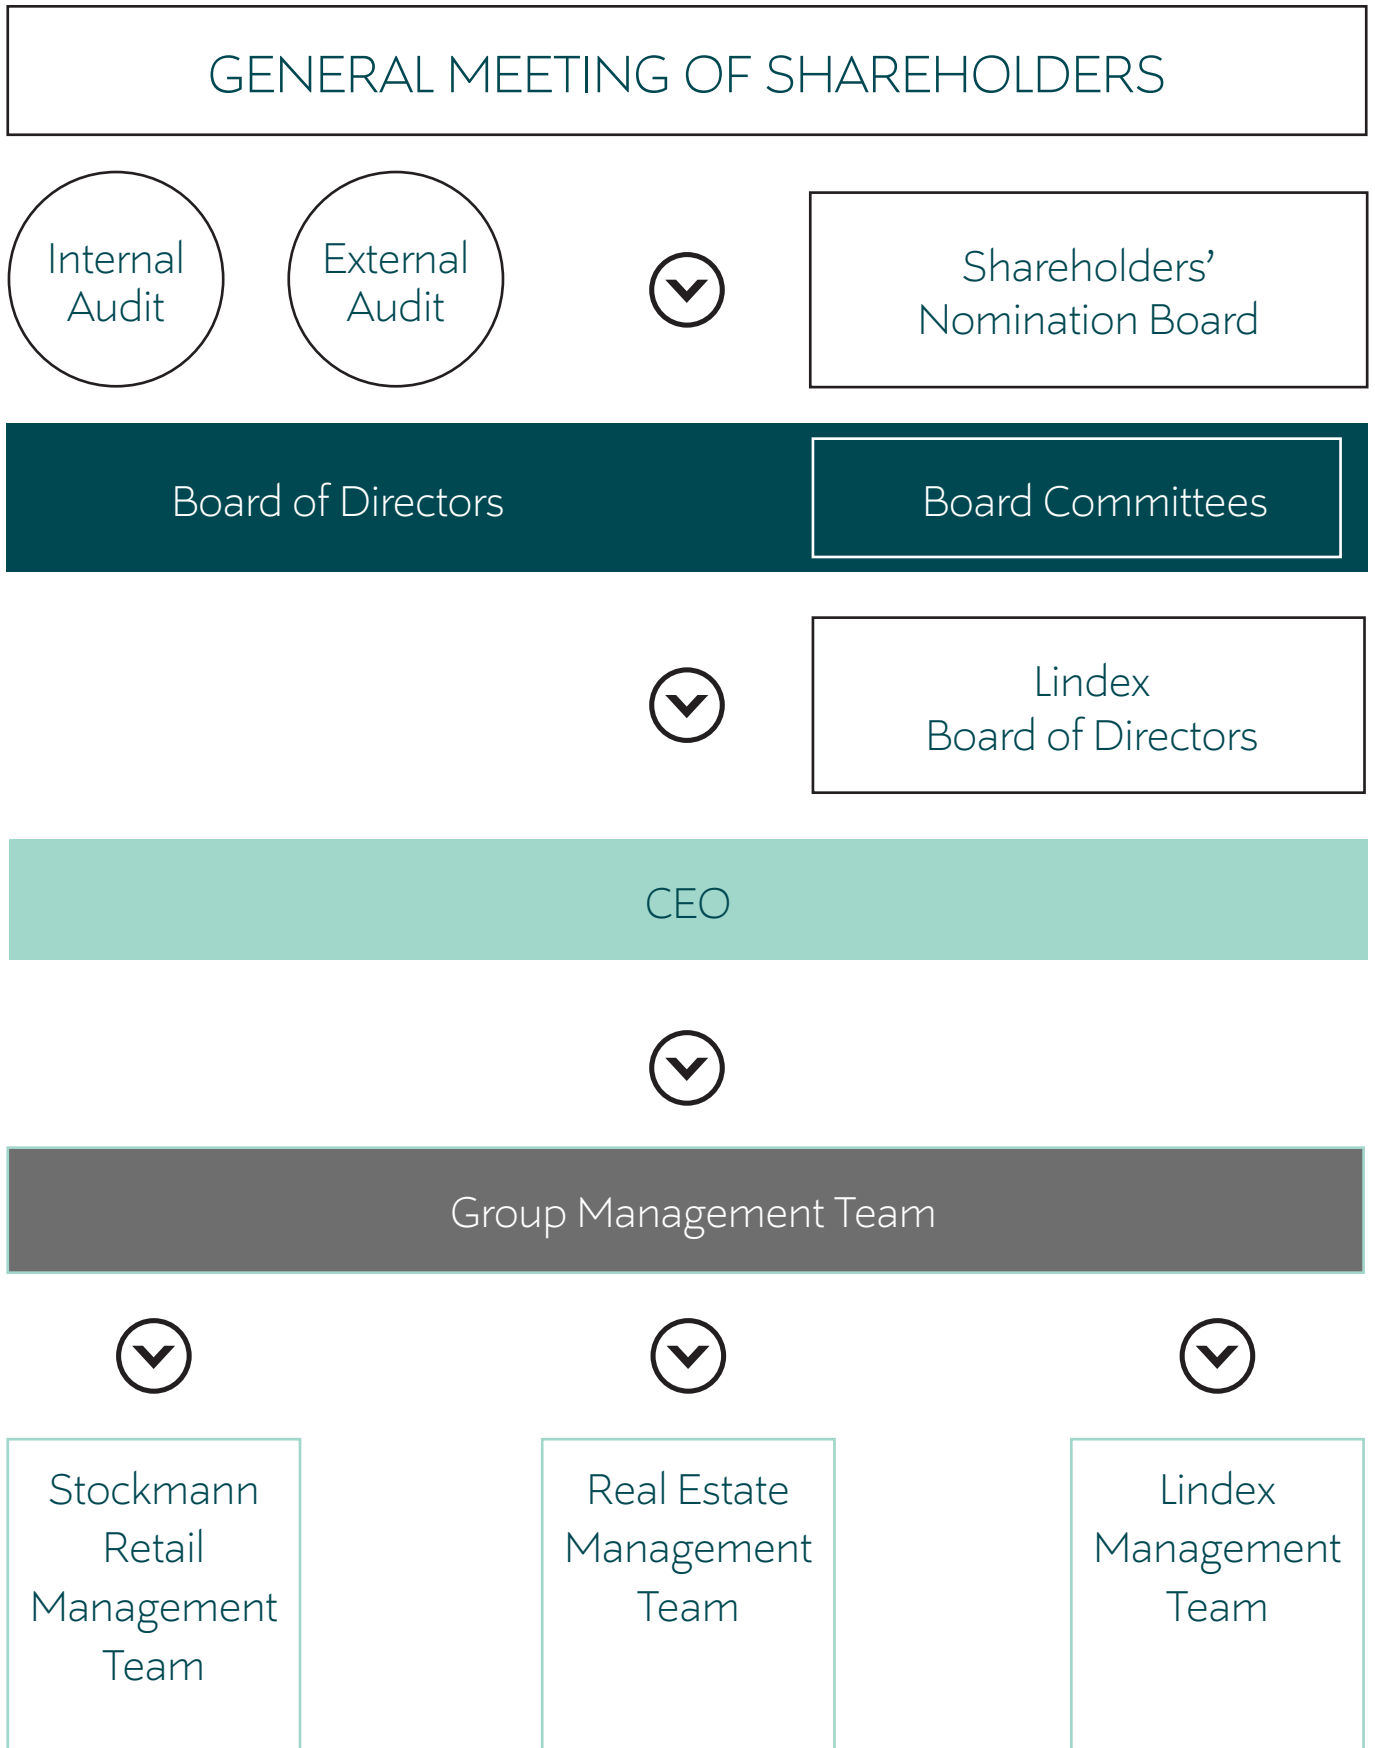 GENERAL MEETING OF SHAREHOLDERS
Internal
Audit
External
Audit
Shareholders’
Nomination Board
Board of Directors
Board Committees
Lindex
Board of Directors
CEO
Group Management Team
Stockmann
Retail
Management
Team
Real Estate
Management
Team
Lindex
Management
Team